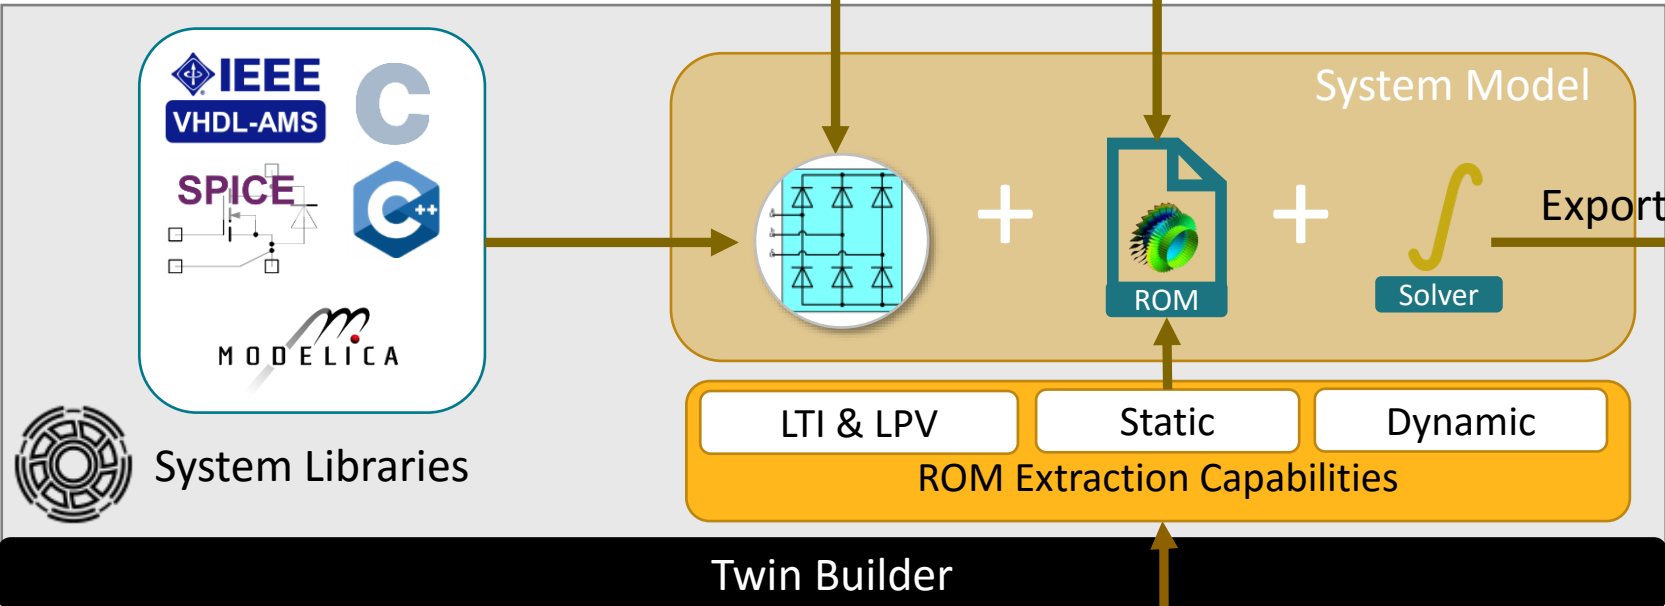 IEEE
VHDL-AMS
C
SPICE
C++
MODELICA
System Libraries
System Model
+
+
ROM
Solver
Export
LTI & LPV
Static
Dynamic
ROM Extraction Capabilities
Twin Builder